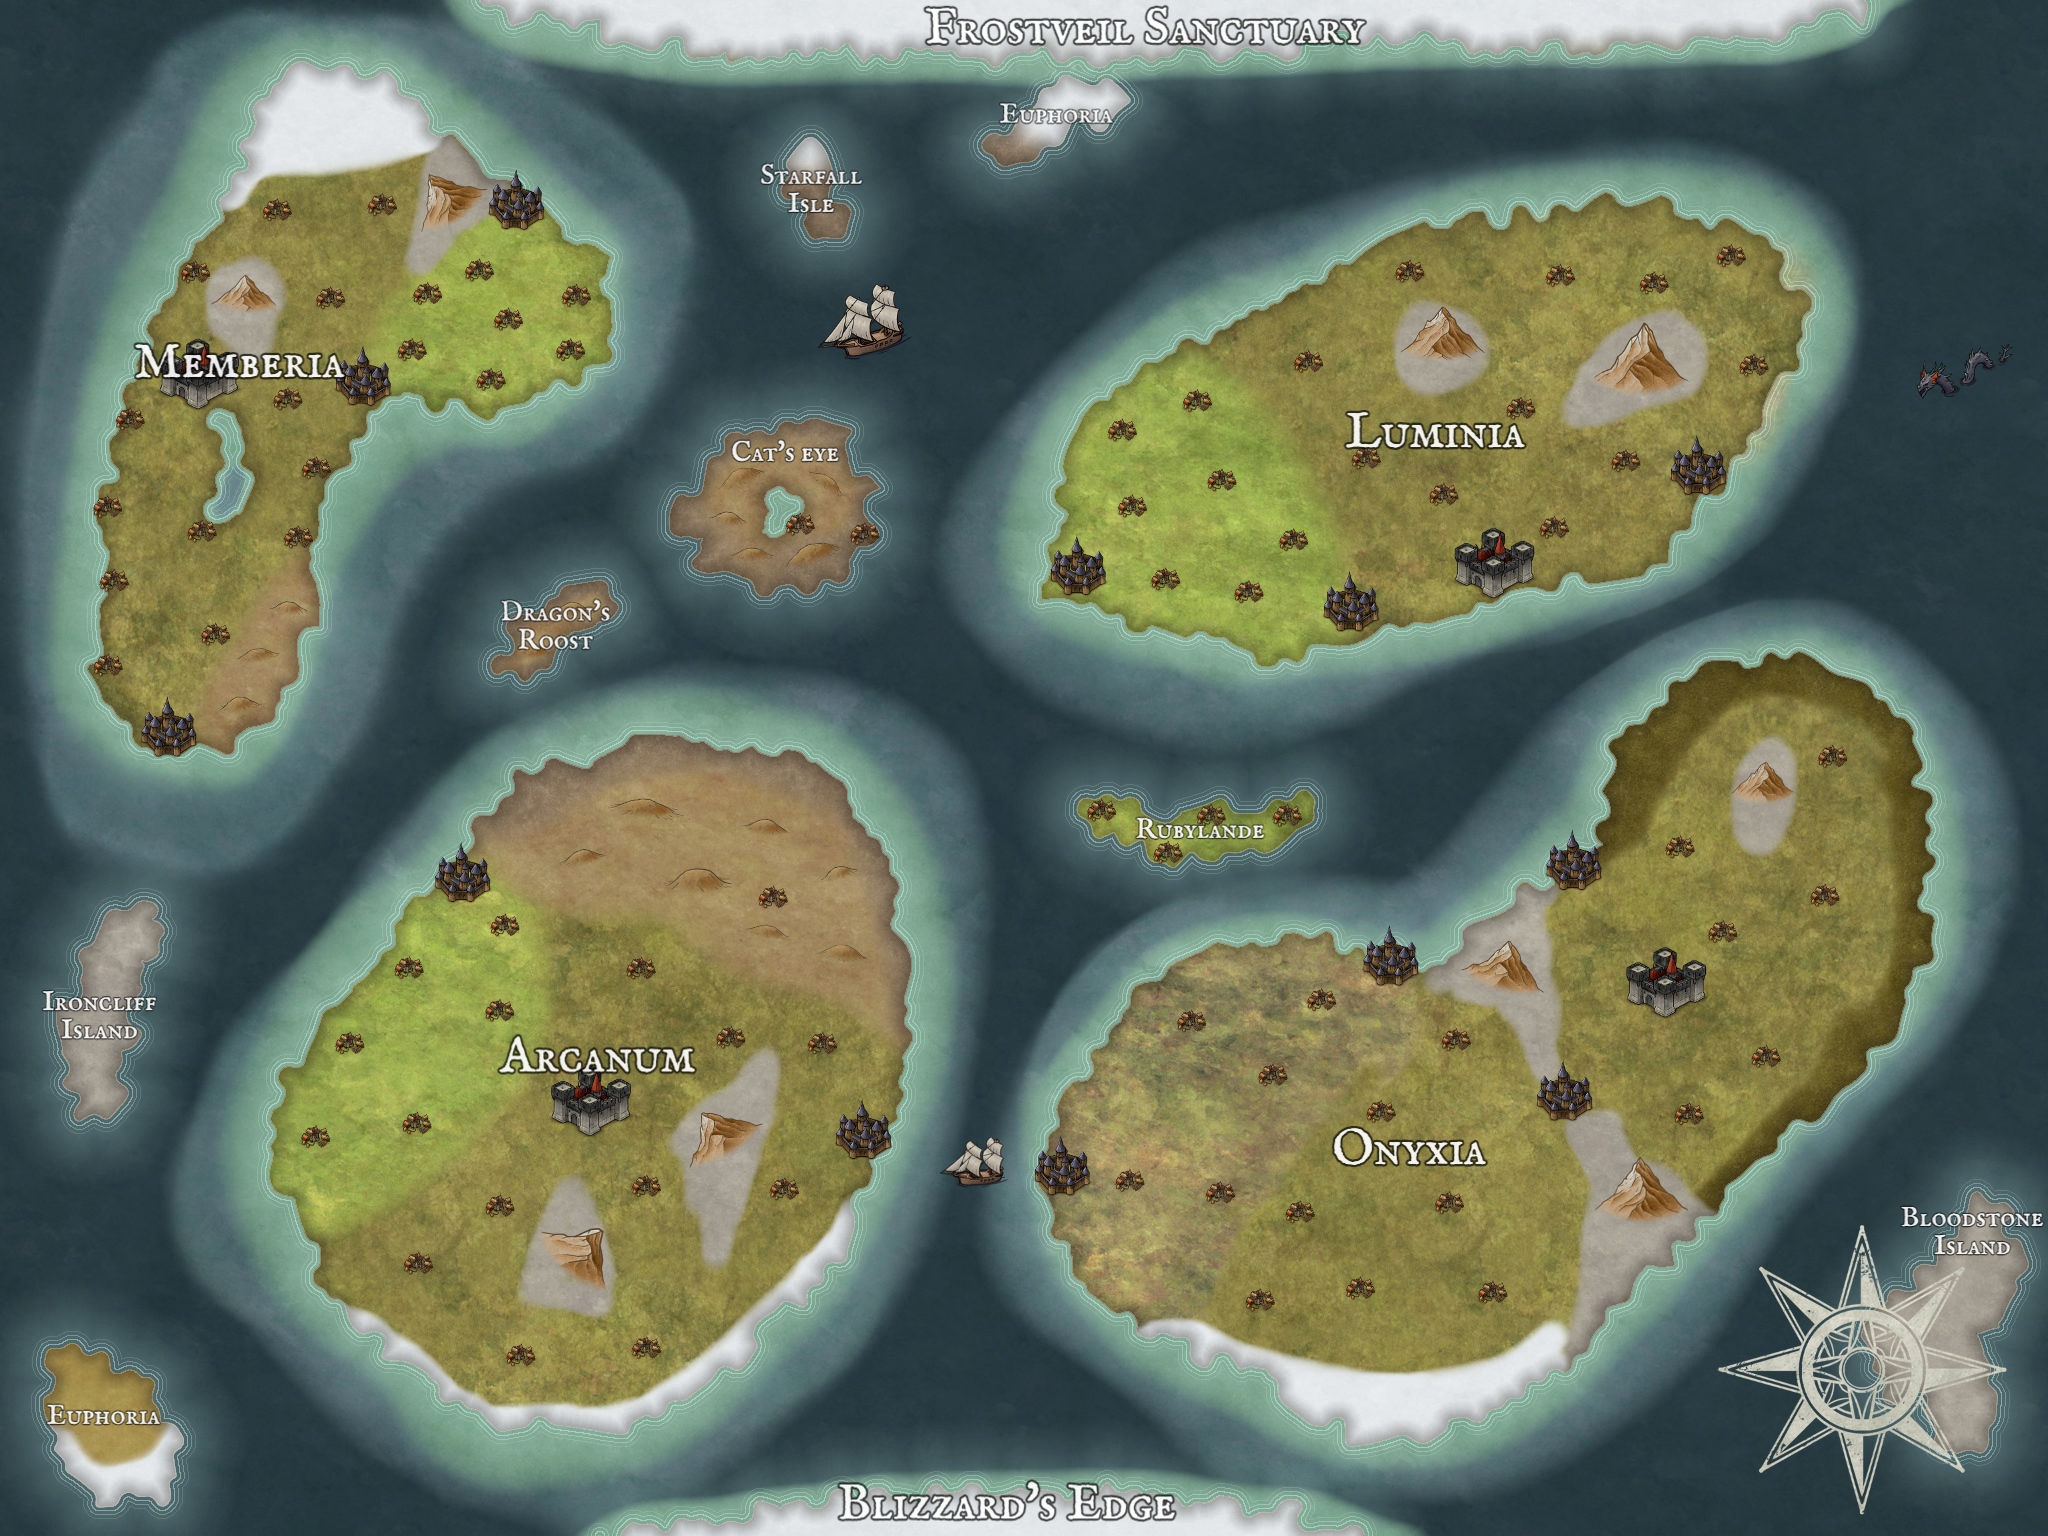 Frostveil Sanctuary
Euphoria
Starfall
Isle
Memberia
Luminia
Cat's eye
Dragon's
Roost
Rubylande
Ironcliff
Island
Arcanum
Onyxia
Bloodstone
Island
Euphoria
Blizzard's Edge